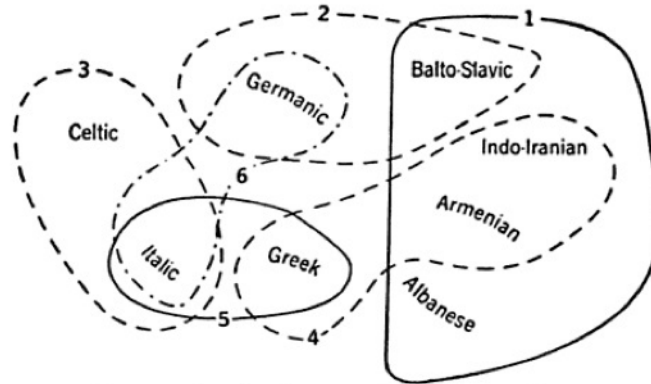 2
1
3
Balto-Slavic
Germanic
Celtic
Indo-Iranian
6
Armenian
Italic
Greek
Albanese
5
4